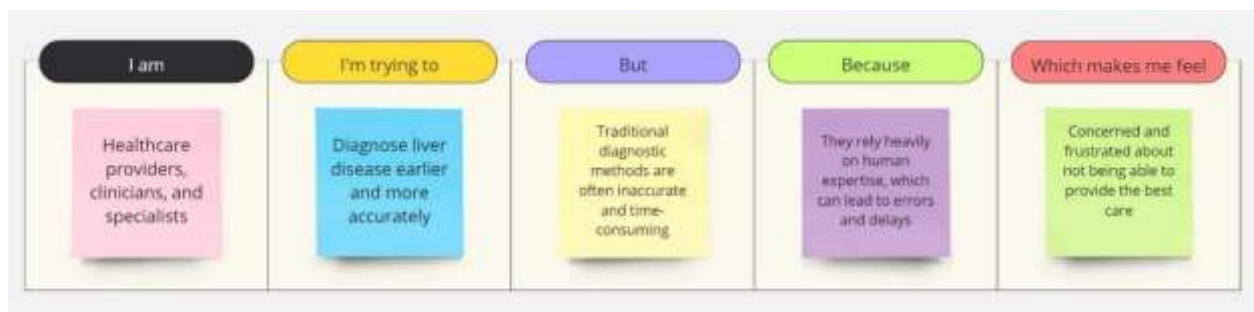 I am
I'm trying to
But
Because
Which makes me feel
Healthcare
providers,
clinicians, and
specialists
Diagnose liver
disease earlier
and more
accurately
Traditional
diagnostic
methods are
often inaccurate
and time-
consuming
They rely heavily
on human
expertise, which
can lead to errors
and delays
Concerned and
frustrated about
not being able to
provide the best
care